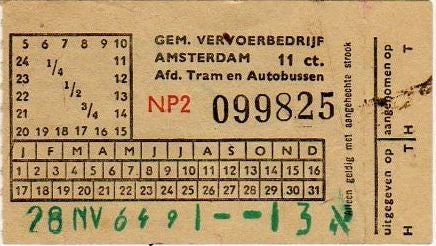 5 6 7 8 9 10
24 ¼ 11
23 ½ 12
22 ¾ 13
21 14
20 19 18 17 16 15
GEM. VERVOERBEDRIJF
AMSTERDAM 11 ct.
Afd. Tram en Autobussen
NP2 099825
J F M A M J J A S O N D
1 2 3 4 5 6 7 8 9 10 11 12 13 14 15 16
17 18 19 20 21 22 23 24 25 26 27 28 29 30 31
28 NV 6491--13
alleen geldig met aangehechte strook
uitgegeven op aangenomen op
H T H T